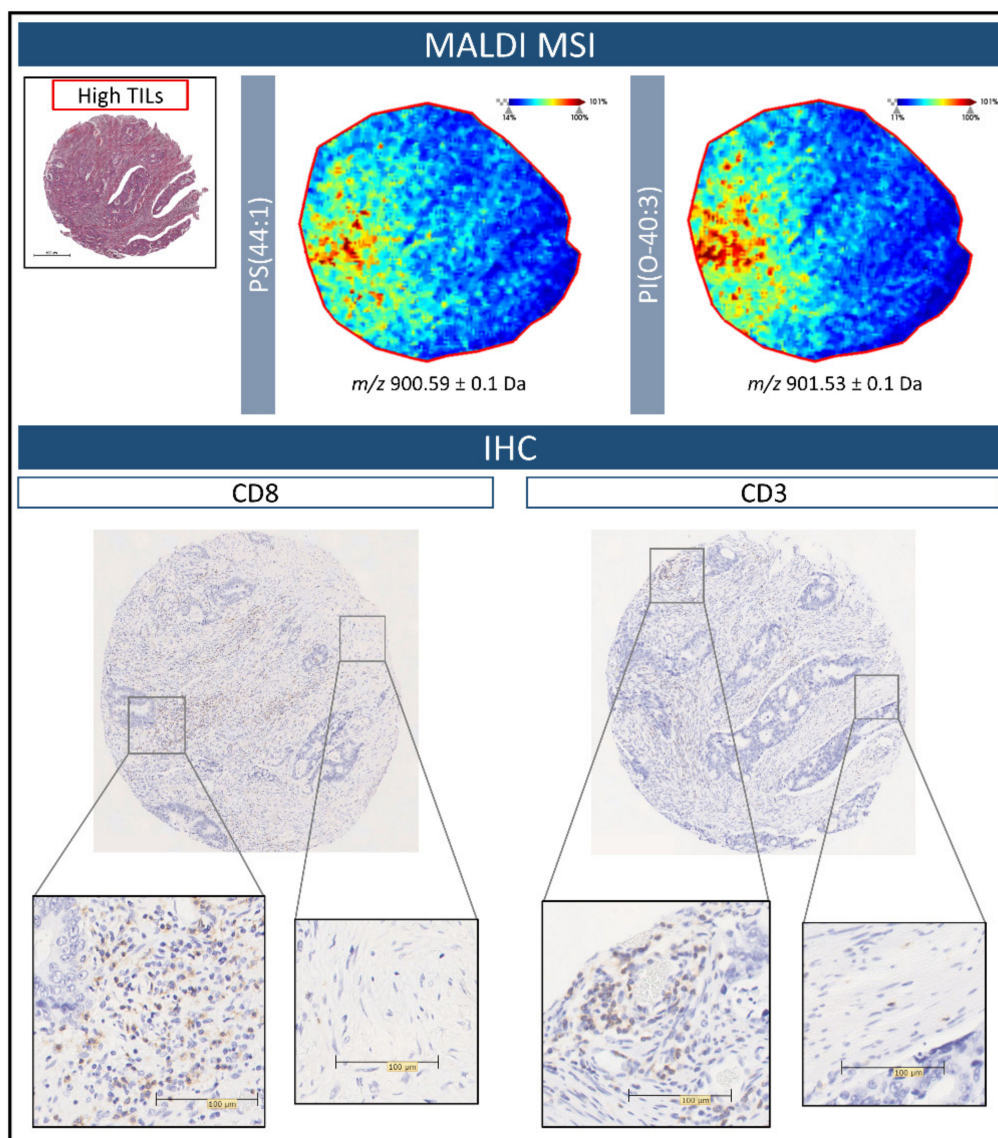 MALDI MSI
High TILs
PS(44:1)
14%
101%
100%
m/z 900.59 ± 0.1 Da
PI(O-40:3)
11%
101%
100%
m/z 901.53 ± 0.1 Da
IHC
CD8
CD3
100 µm
100 µm
100 µm
100 µm